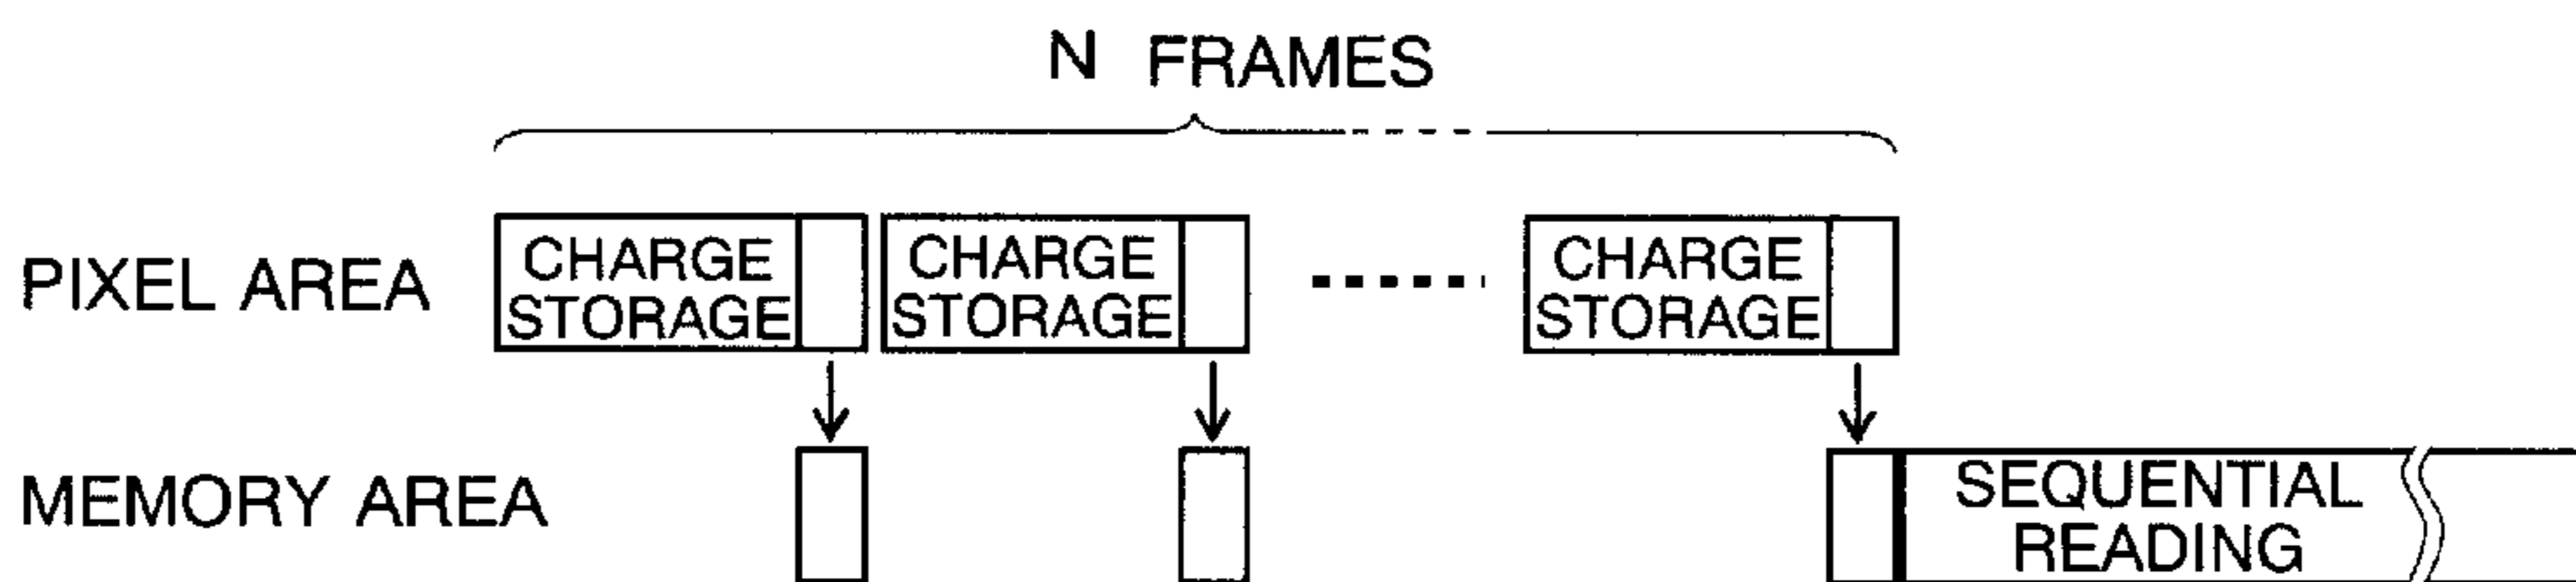 N FRAMES
PIXEL AREA
CHARGE
STORAGE
CHARGE
STORAGE
CHARGE
STORAGE
MEMORY AREA
SEQUENTIAL
READING